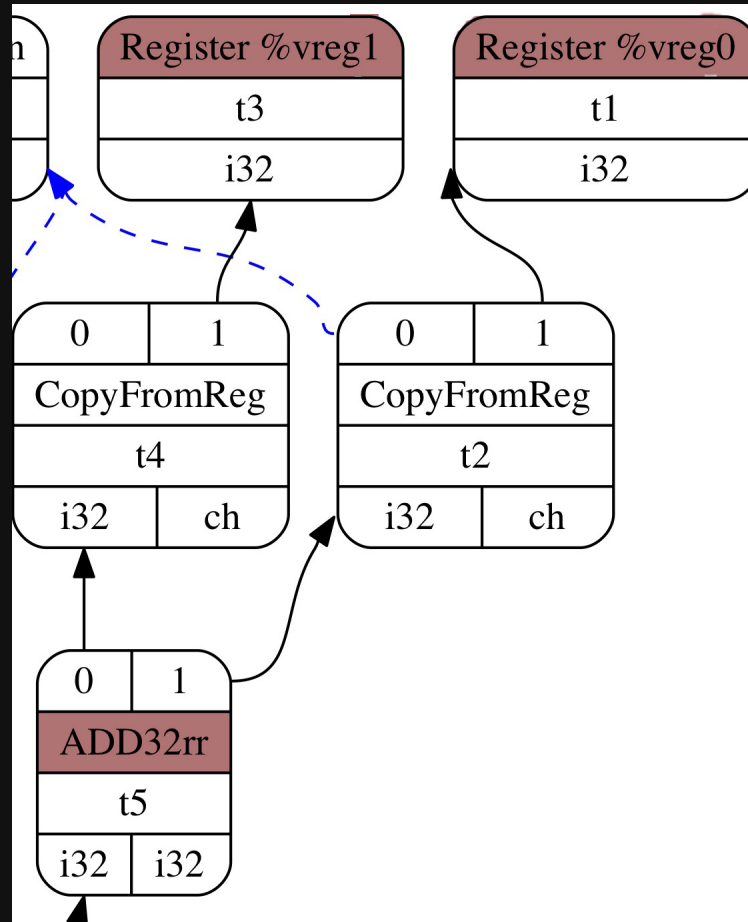 Register %vreg1
Register %vreg0
t3
t1
i32
i32
0 1
0 1
CopyFromReg
CopyFromReg
t4
t2
i32 ch
i32 ch
0 1
ADD32rr
t5
i32 i32